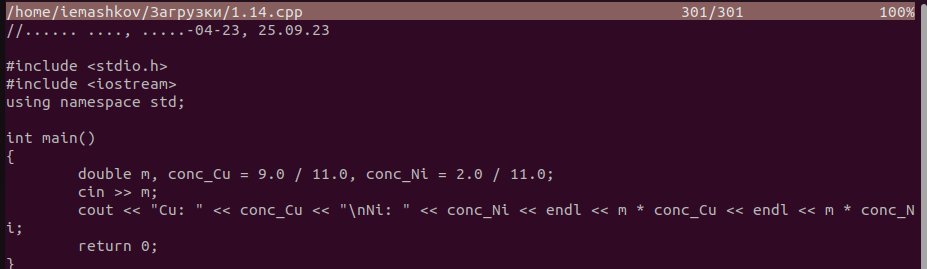 /home/iemashkov/Загрузки/1.14.cpp 301/301 100%
//...... ...., .....-04-23, 25.09.23
#include <stdio.h>
#include <iostream>
using namespace std;
int main()
{
        double m, conc_Cu = 9.0 / 11.0, conc_Ni = 2.0 / 11.0;
        cin >> m;
        cout << "Cu: " << conc_Cu << "\nNi: " << conc_Ni << endl << m * conc_Cu << endl << m * conc_N
i;
        return 0;
}